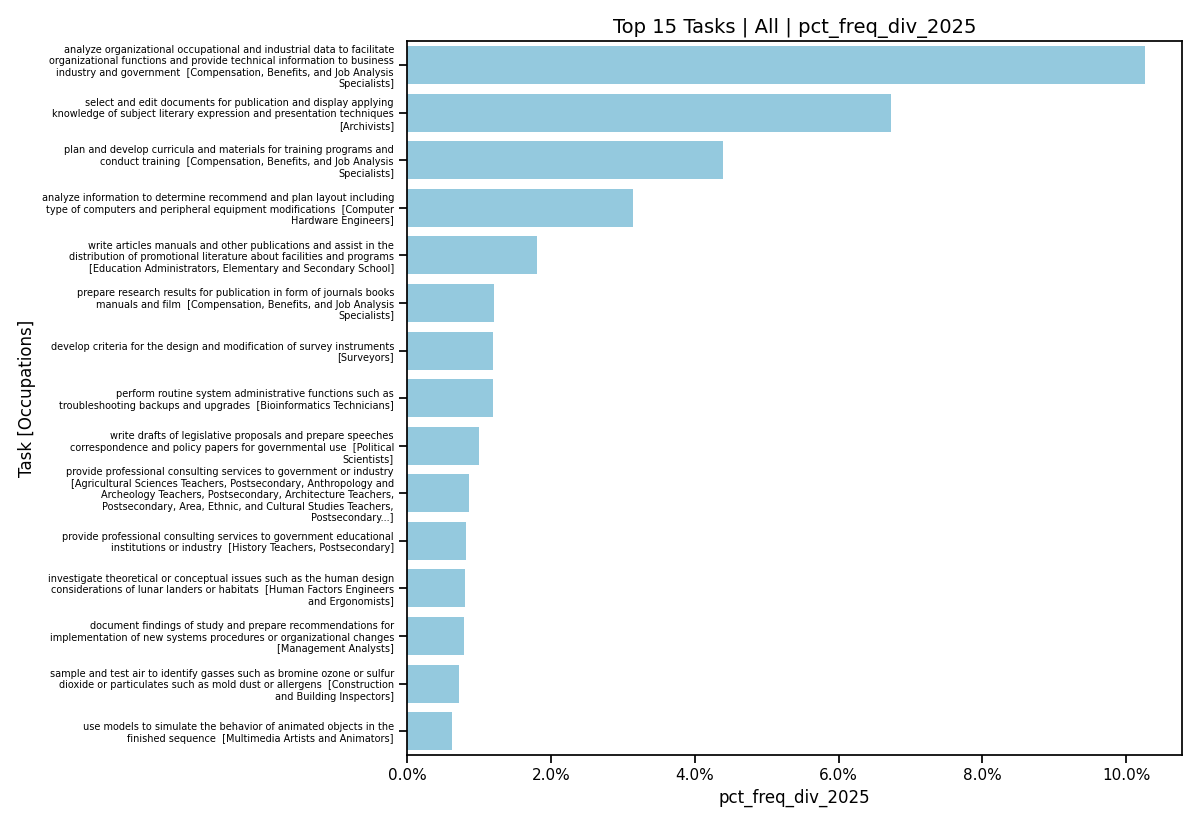 Top 15 Tasks | All | pct_freq_div_2025
analyze organizational occupational and industrial data to facilitate
organizational functions and provide technical information to business
industry and government  [Compensation, Benefits, and Job Analysis
Specialists]
select and edit documents for publication and display applying
knowledge of subject literary expression and presentation techniques
[Archivists]
plan and develop curricula and materials for training programs and
conduct training  [Compensation, Benefits, and Job Analysis
Specialists]
analyze information to determine recommend and plan layout including
type of computers and peripheral equipment modifications  [Computer
Hardware Engineers]
write articles manuals and other publications and assist in the
distribution of promotional literature about facilities and programs
[Education Administrators, Elementary and Secondary School]
prepare research results for publication in form of journals books
manuals and film  [Compensation, Benefits, and Job Analysis
Specialists]
develop criteria for the design and modification of survey instruments
[Surveyors]
perform routine system administrative functions such as
troubleshooting backups and upgrades  [Bioinformatics Technicians]
write drafts of legislative proposals and prepare speeches
correspondence and policy papers for governmental use  [Political
Scientists]
provide professional consulting services to government or industry
[Agricultural Sciences Teachers, Postsecondary, Anthropology and
Archeology Teachers, Postsecondary, Architecture Teachers,
Postsecondary, Area, Ethnic, and Cultural Studies Teachers,
Postsecondary...]
provide professional consulting services to government educational
institutions or industry  [History Teachers, Postsecondary]
investigate theoretical or conceptual issues such as the human design
considerations of lunar landers or habitats  [Human Factors Engineers
and Ergonomists]
document findings of study and prepare recommendations for
implementation of new systems procedures or organizational changes
[Management Analysts]
sample and test air to identify gasses such as bromine ozone or sulfur
dioxide or particulates such as mold dust or allergens  [Construction
and Building Inspectors]
use models to simulate the behavior of animated objects in the
finished sequence  [Multimedia Artists and Animators]
Task [Occupations]
0.0%
2.0%
4.0%
6.0%
8.0%
10.0%
pct_freq_div_2025